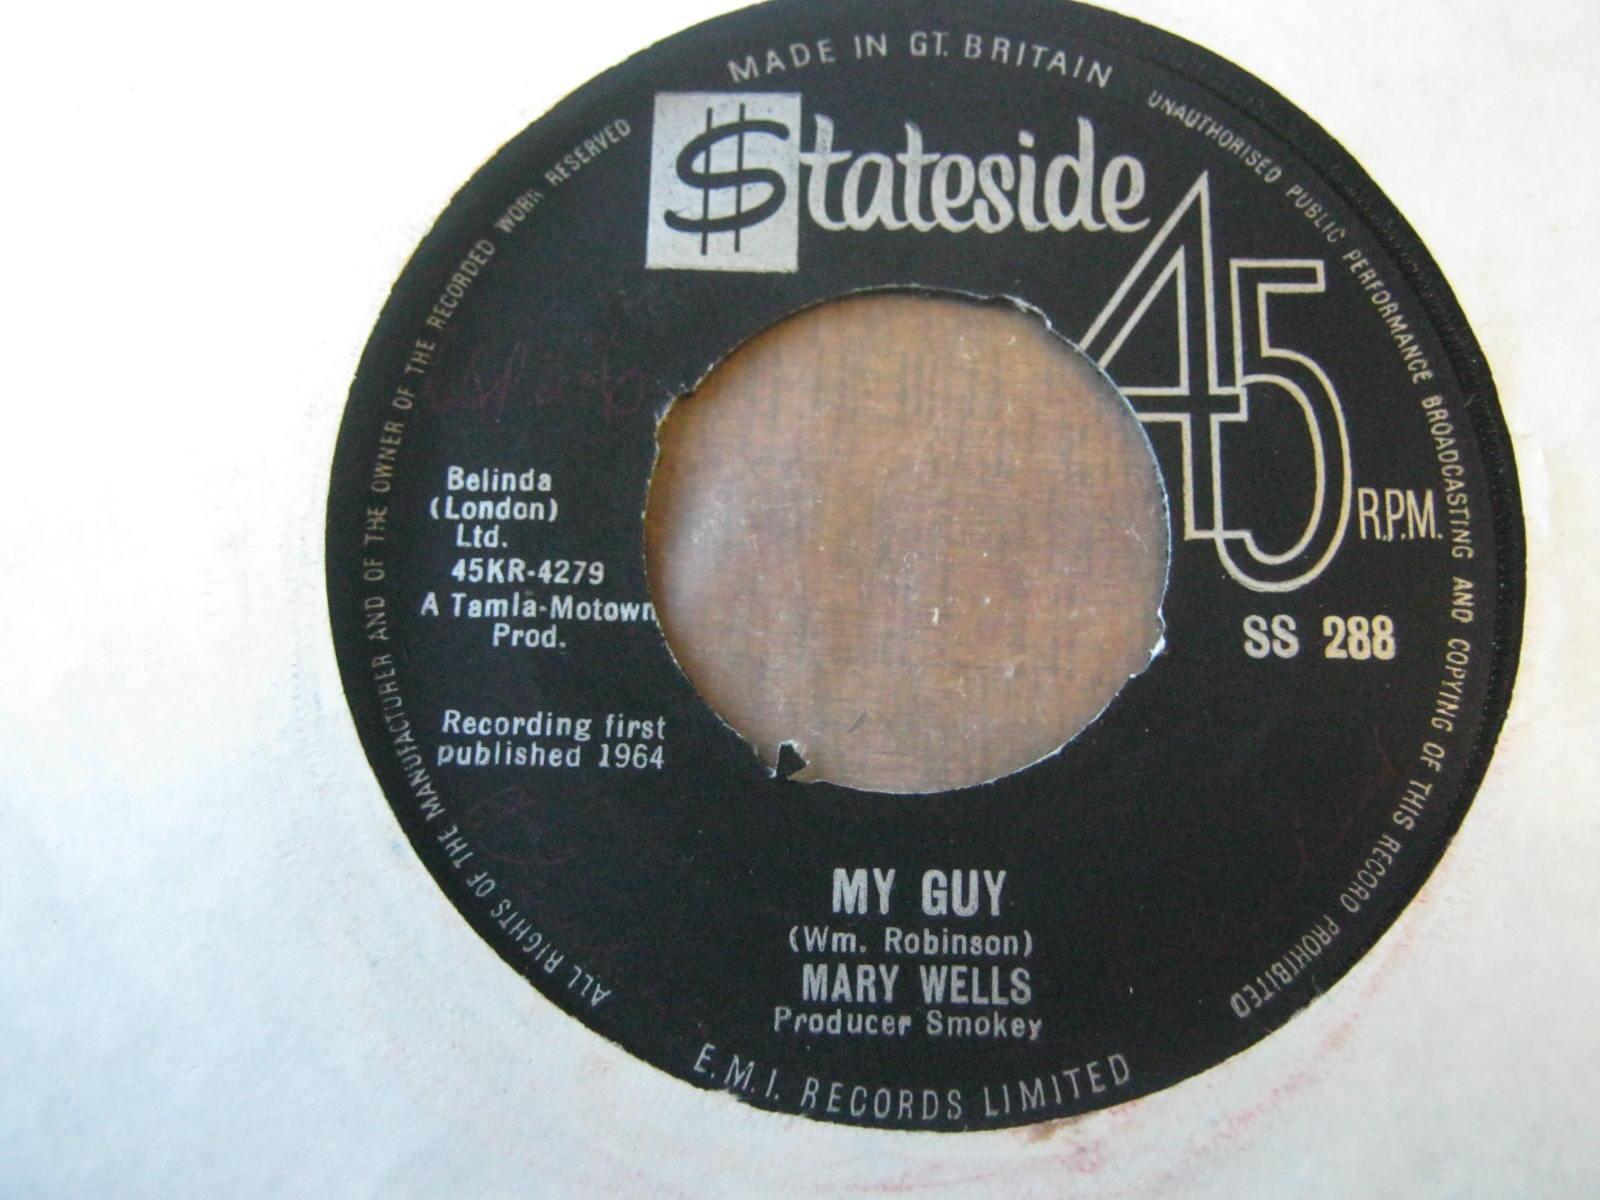 MADE IN GT. BRITAIN
UNAUTHORISED PUBLIC PERFORMANCE BROADCASTING AND COPYING OF THIS RECORD PROHIBITED
ALL RIGHTS OF THE MANUFACTURER AND OF THE OWNER OF THE RECORDED WORK RESERVED
$tateside
45
R.P.M.
Belinda
(London)
Ltd.
45KR-4279
A Tamla-Motown
Prod.
SS 288
Recording first
published 1964
MY GUY
(Wm. Robinson)
MARY WELLS
Producer Smokey
E.M.I. RECORDS LIMITED